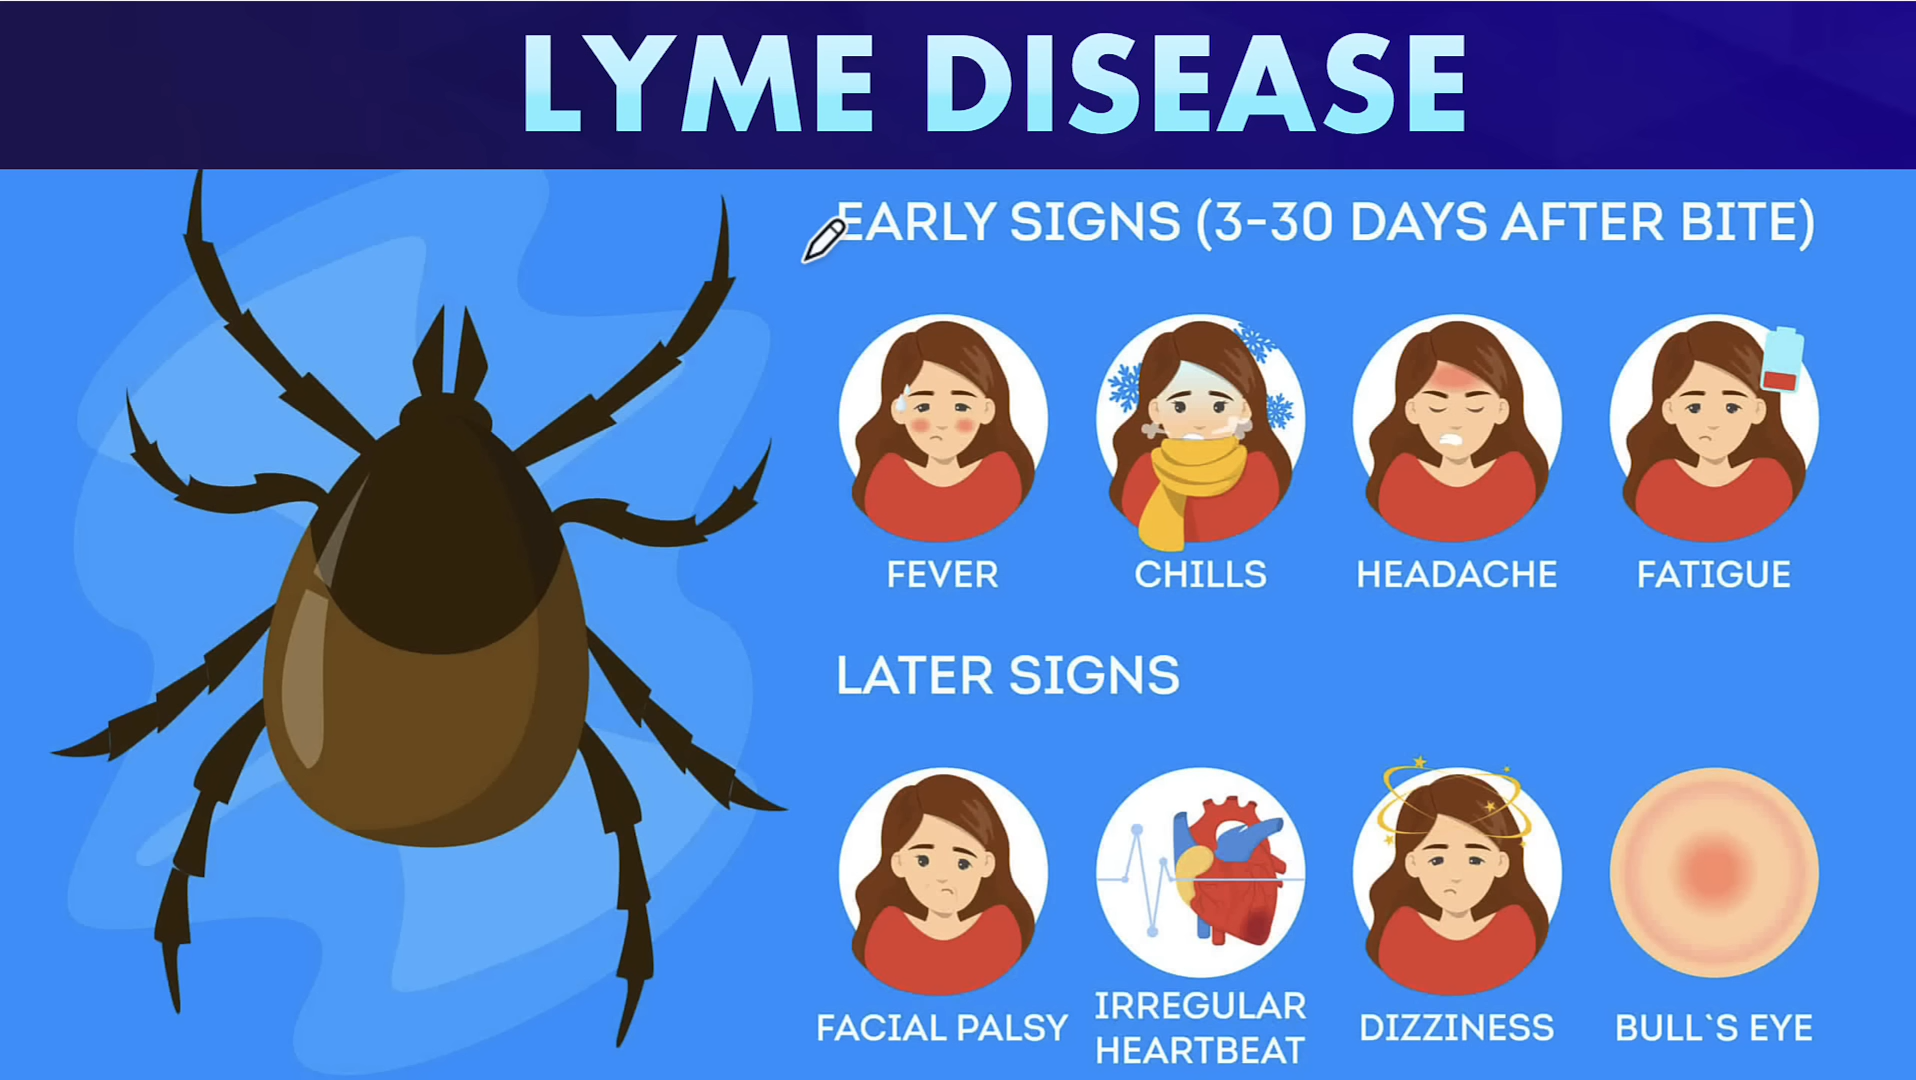 LYME DISEASE
EARLY SIGNS (3-30 DAYS AFTER BITE)
FEVER
CHILLS
HEADACHE
FATIGUE
LATER SIGNS
FACIAL PALSY
IRREGULAR
HEARTBEAT
DIZZINESS
BULL`S EYE